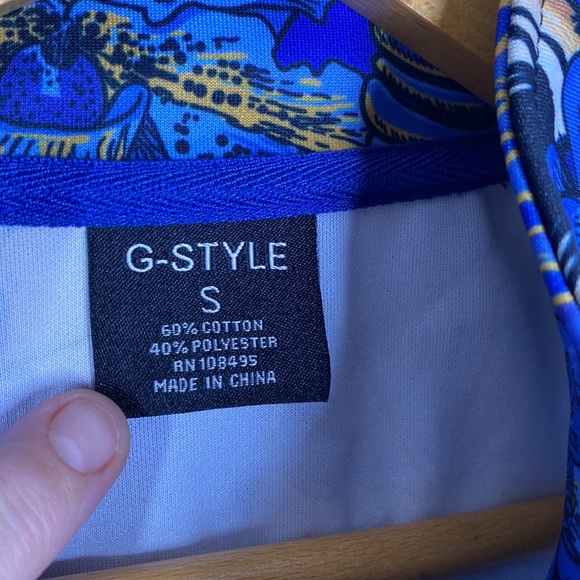 G-STYLE
S
60% COTTON
40% POLYESTER
RN 108495
MADE IN CHINA